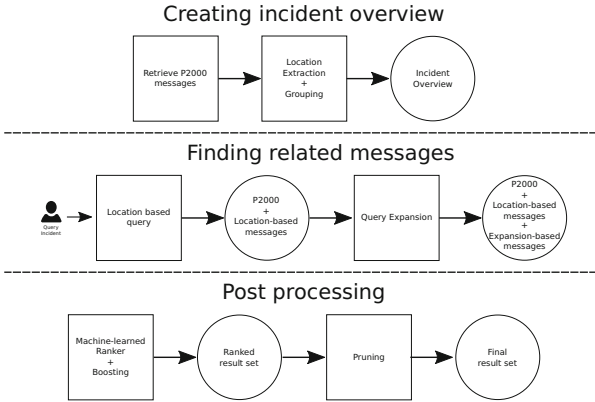 Creating incident overview
Retrieve P2000
messages
Location
Extraction
+
Grouping
Incident
Overview
Finding related messages
Query
Incident
Location based
query
P2000
+
Location-based
messages
Query Expansion
P2000
+
Location-based
messages
+
Expansion-based
messages
Post processing
Machine-learned
Ranker
+
Boosting
Ranked
result set
Pruning
Final
result set